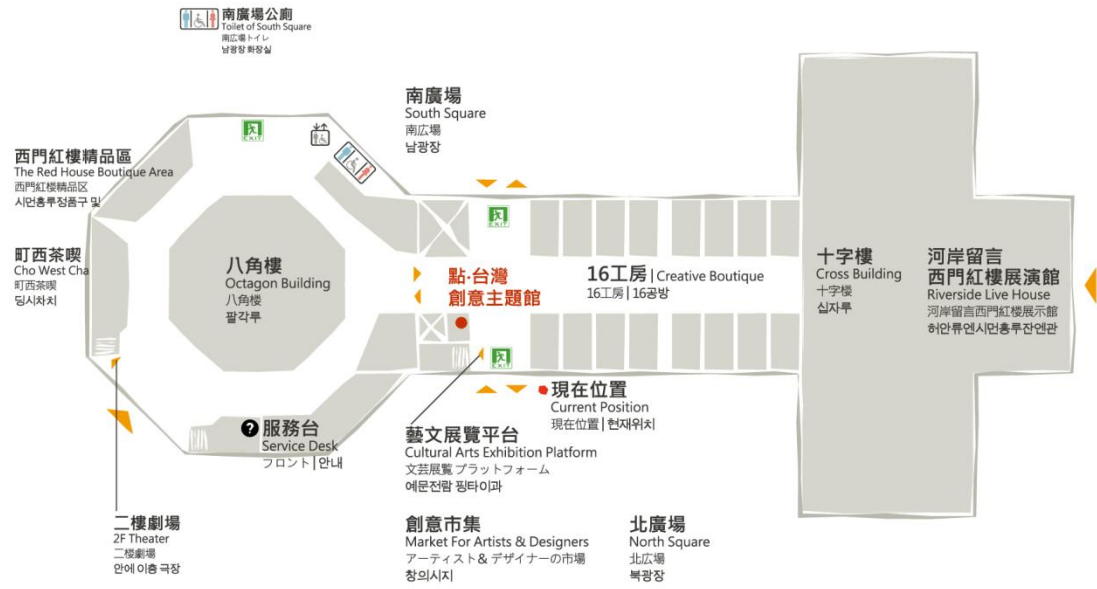 南廣場公廁
Toilet of South Square
南広場トイレ
남광장 화장실
南廣場
South Square
南広場
남광장
EXIT
西門紅樓精品區
The Red House Boutique Area
西門紅楼精品区
시먼홍루정품구 및
EXIT
町西茶喫
Cho West Cha
町西茶喫
딩시차치
八角樓
Octagon Building
八角楼
팔각루
點·台灣
創意主題館
16工房 | Creative Boutique
16工房 | 16공방
十字樓
Cross Building
十字楼
십자루
河岸留言
西門紅樓展演館
Riverside Live House
河岸留言西門紅楼展示館
허안류엔시먼홍루잔엔관
EXIT
現在位置
Current Position
現在位置 | 현재위치
?
服務台
Service Desk
フロント | 안내
藝文展覽平台
Cultural Arts Exhibition Platform
文芸展覧 プラットフォーム
예문전람 핑타이과
二樓劇場
2F Theater
二楼劇場
안에 이층 극장
創意市集
Market For Artists & Designers
アーティスト& デザイナーの市場
창의시지
北廣場
North Square
北広場
북광장